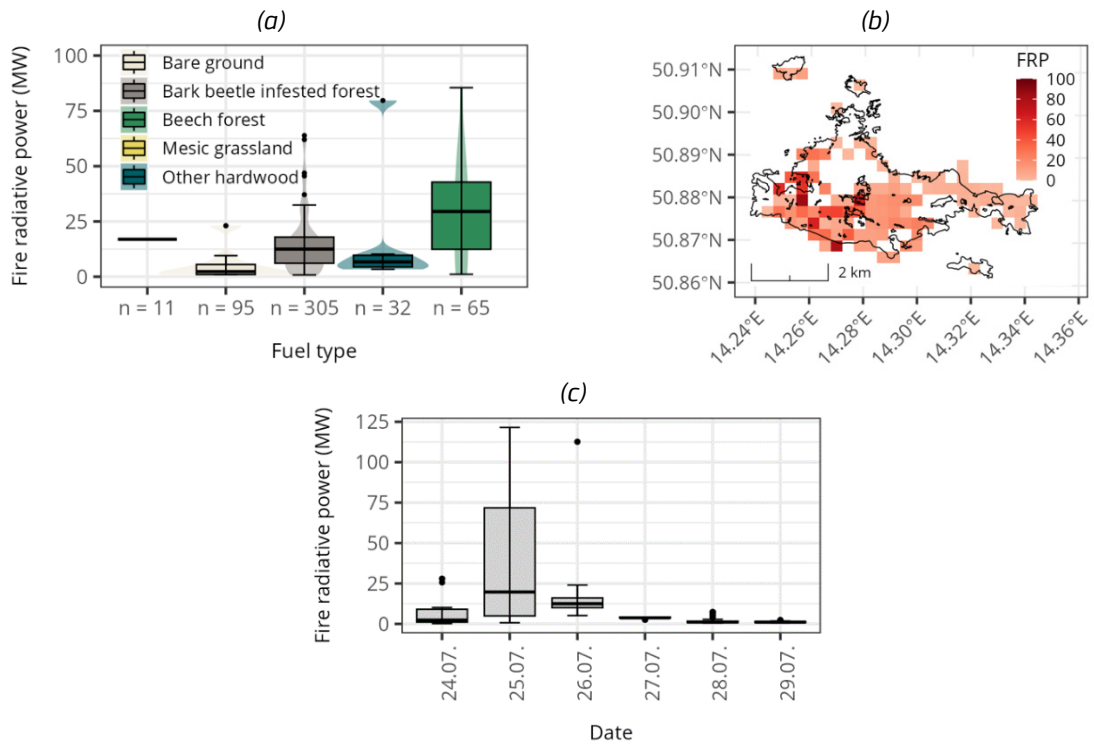 (a)
Fire radiative power (MW)
100
75
50
25
0
Bare ground
Bark beetle infested forest
Beech forest
Mesic grassland
Other hardwood
n = 11 n = 95 n = 305 n = 32 n = 65
Fuel type
(b)
50.91°N
50.90°N
50.89°N
50.88°N
50.87°N
50.86°N
FRP
100
80
60
40
20
0
2 km
14.24°E 14.26°E 14.28°E 14.30°E 14.32°E 14.34°E 14.36°E
(c)
Fire radiative power (MW)
125
100
75
50
25
0
24.07. 25.07. 26.07. 27.07. 28.07. 29.07.
Date